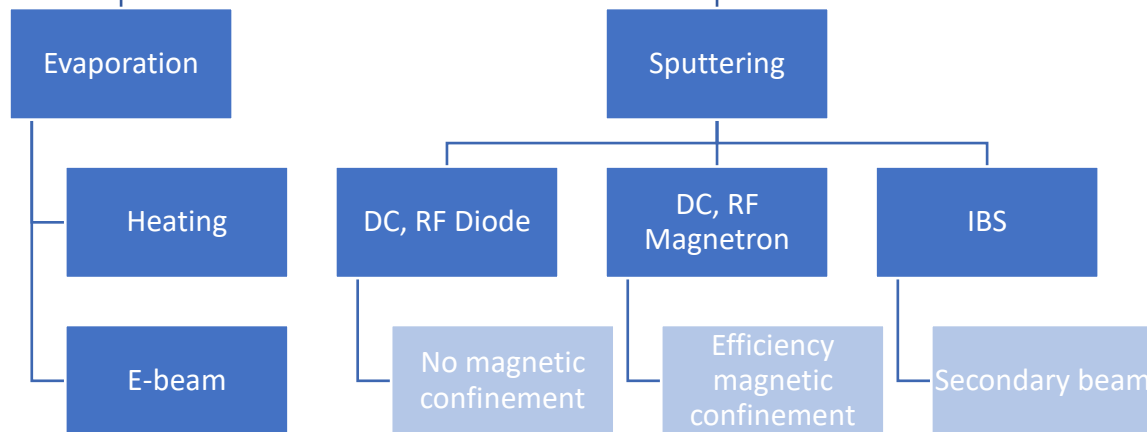 Evaporation
Sputtering
Heating
DC, RF Diode
DC, RF
Magnetron
IBS
E-beam
No magnetic
confinement
Efficiency
magnetic
confinement
Secondary beam